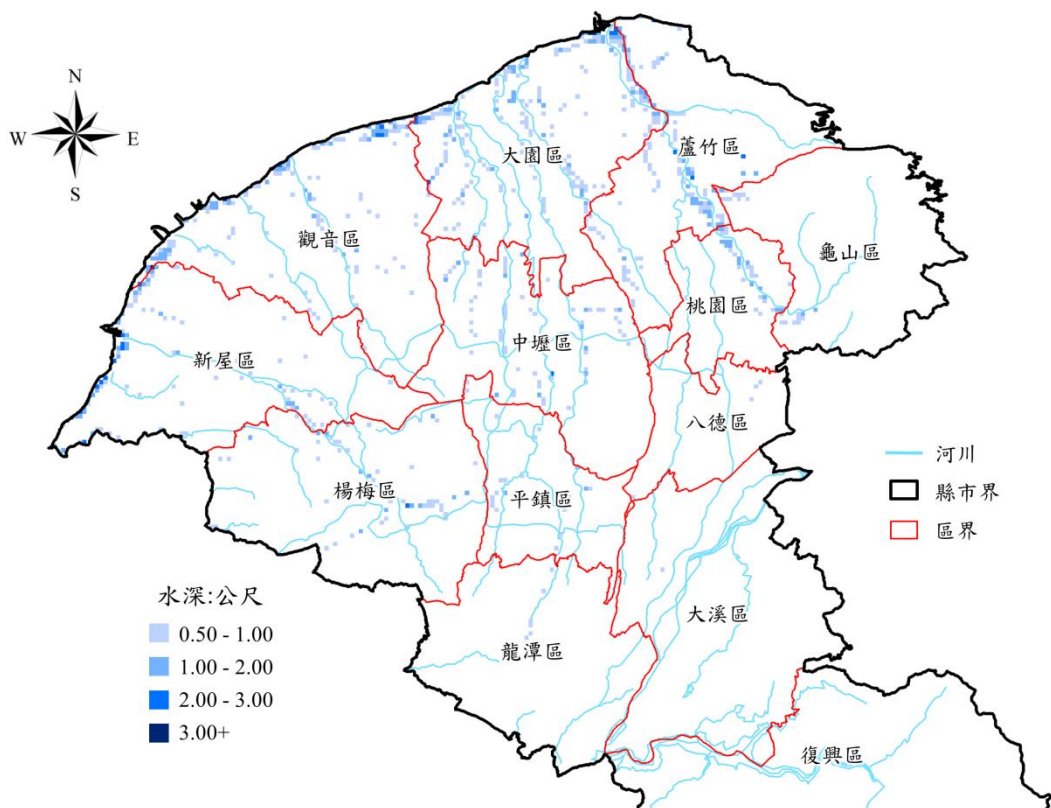 N
W
E
S
大園區
蘆竹區
觀音區
龜山區
桃園區
中壢區
新屋區
八德區
楊梅區
平鎮區
大溪區
龍潭區
復興區
河川
縣市界
區界
水深:公尺
0.50 - 1.00
1.00 - 2.00
2.00 - 3.00
3.00+